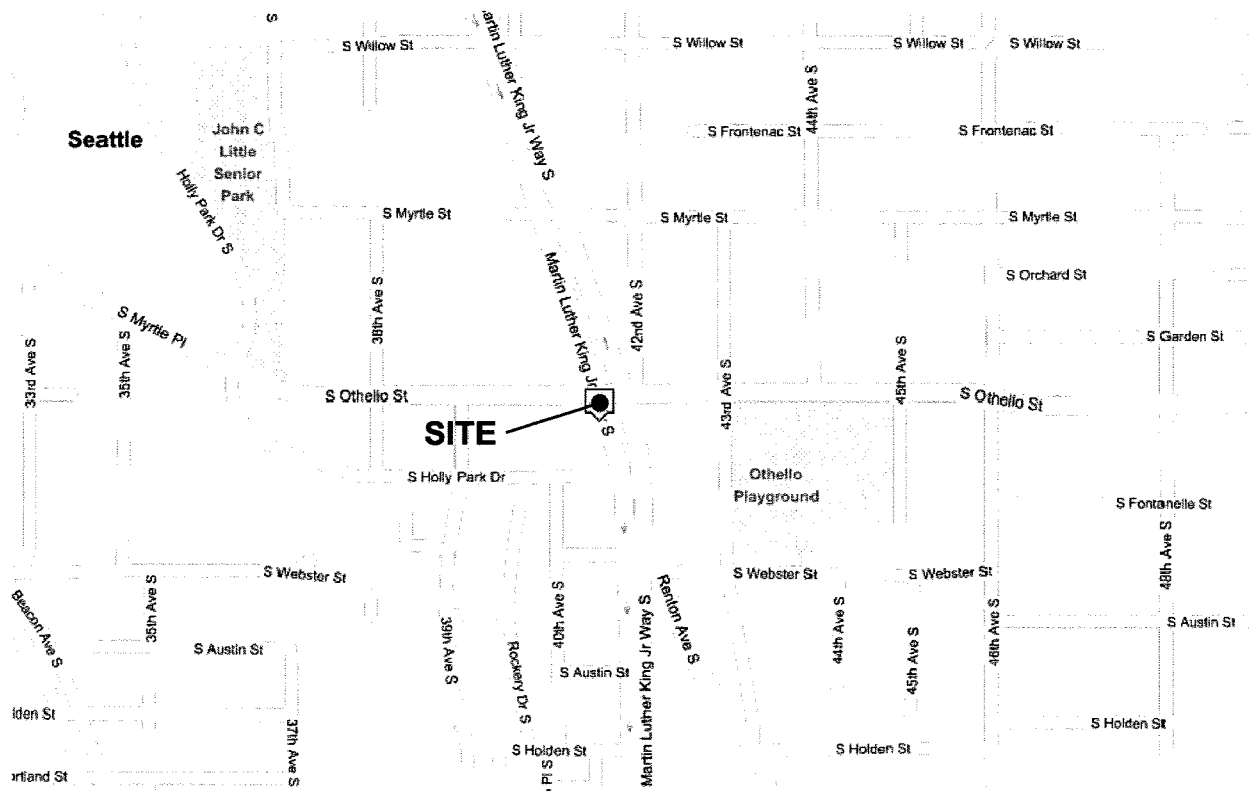 S
S Willow St
Martin Luther King Jr Way S
S Willow St
S Willow St
S Willow St
Seattle
John C
Little
Senior
Park
44th Ave S
S Frontenac St
S Frontenac St
Holly Park Dr S
S Myrtle St
S Myrtle St
S Myrtle St
S Orchard St
Martin Luther King Jr
S
38th Ave S
42nd Ave S
S Myrtle Pl
33rd Ave S
35th Ave S
S Garden St
45th Ave S
43rd Ave S
S Othello St
S Othello St
SITE
S Holly Park Dr
Othello
Playground
S Fontanelle St
48th Ave S
S Webster St
S Webster St
S Webster St
Beacon Ave S
35th Ave S
39th Ave S
40th Ave S
Renton Ave S
Martin Luther King Jr Way S
44th Ave S
45th Ave S
46th Ave S
S Austin St
S Austin St
S Austin St
Rockery Dr S
lden St
37th Ave S
S Holden St
S Holden St
S Holden St
rtland St
Pl S